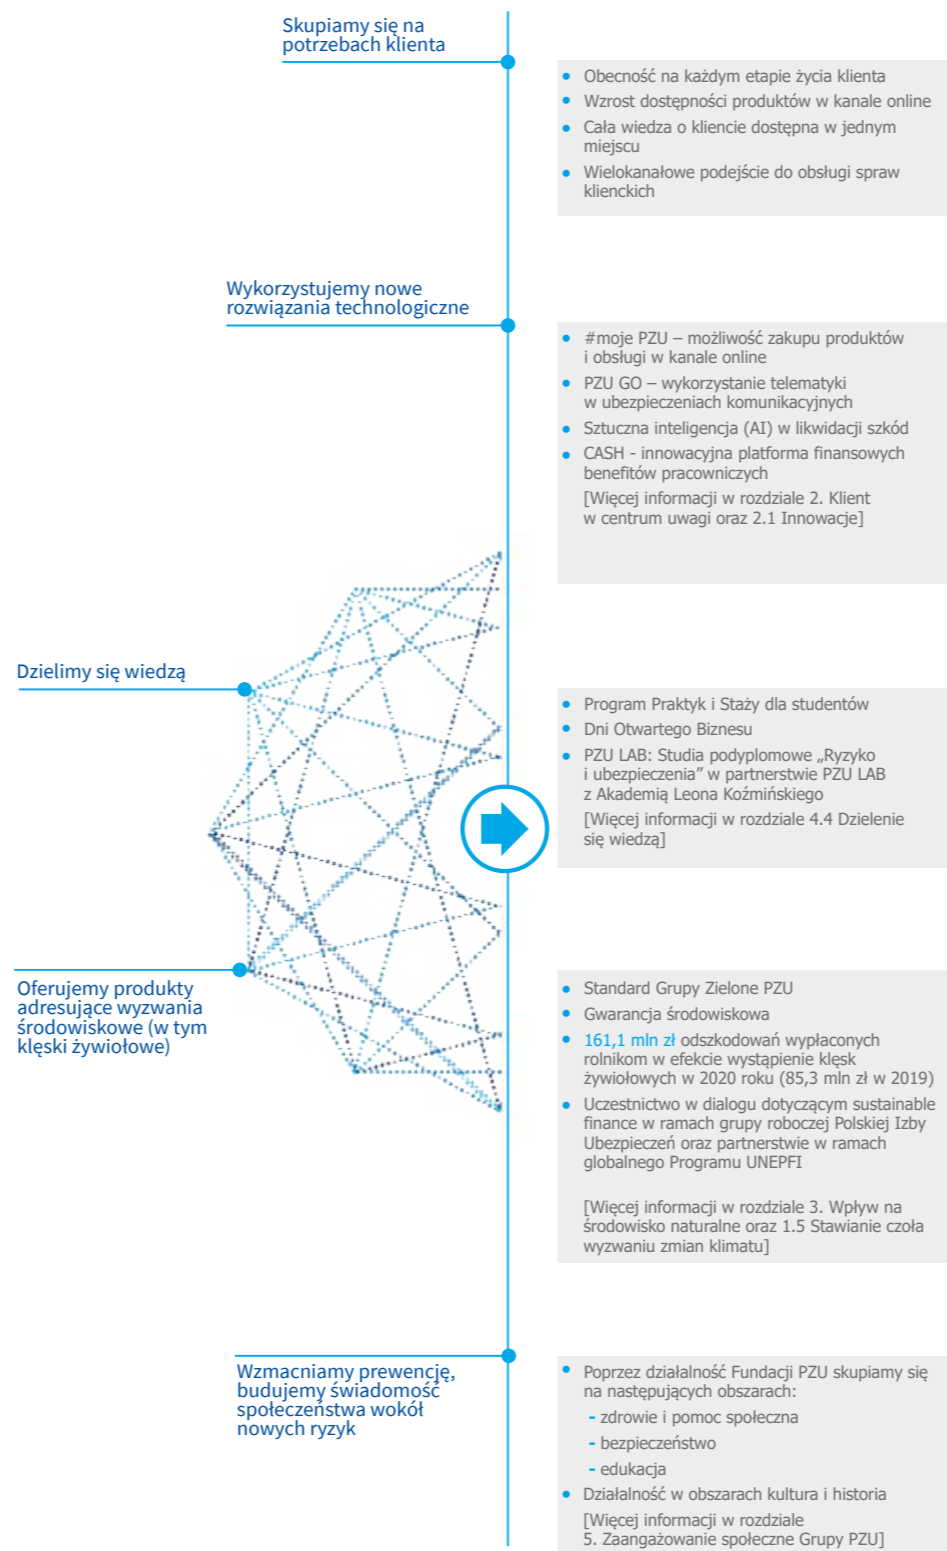 Skupiamy się na
potrzebach klienta
• Obecność na każdym etapie życia klienta
• Wzrost dostępności produktów w kanale online
• Cała wiedza o kliencie dostępna w jednym
miejscu
• Wielokanałowe podejście do obsługi spraw
klienckich
Wykorzystujemy nowe
rozwiązania technologiczne
• #moje PZU – możliwość zakupu produktów
i obsługi w kanale online
• PZU GO – wykorzystanie telematyki
w ubezpieczeniach komunikacyjnych
• Sztuczna inteligencja (AI) w likwidacji szkód
• CASH - innowacyjna platforma finansowych
benefitów pracowniczych
[Więcej informacji w rozdziale 2. Klient
w centrum uwagi oraz 2.1 Innowacje]
Dzielimy się wiedzą
• Program Praktyk i Staży dla studentów
• Dni Otwartego Biznesu
• PZU LAB: Studia podyplomowe „Ryzyko
i ubezpieczenia” w partnerstwie PZU LAB
z Akademią Leona Koźmińskiego
[Więcej informacji w rozdziale 4.4 Dzielenie
się wiedzą]
Oferujemy produkty
adresujące wyzwania
środowiskowe (w tym
klęski żywiołowe)
• Standard Grupy Zielone PZU
• Gwarancja środowiskowa
• 161,1 mln zł odszkodowań wypłaconych
rolnikom w efekcie wystąpienie klęsk
żywiołowych w 2020 roku (85,3 mln zł w 2019)
• Uczestnictwo w dialogu dotyczącym sustainable
finance w ramach grupy roboczej Polskiej Izby
Ubezpieczeń oraz partnerstwie w ramach
globalnego Programu UNEPFI
[Więcej informacji w rozdziale 3. Wpływ na
środowisko naturalne oraz 1.5 Stawianie czoła
wyzwaniu zmian klimatu]
Wzmacniamy prewencję,
budujemy świadomość
społeczeństwa wokół
nowych ryzyk
• Poprzez działalność Fundacji PZU skupiamy się
na następujących obszarach:
- zdrowie i pomoc społeczna
- bezpieczeństwo
- edukacja
• Działalność w obszarach kultura i historia
[Więcej informacji w rozdziale
5. Zaangażowanie społeczne Grupy PZU]